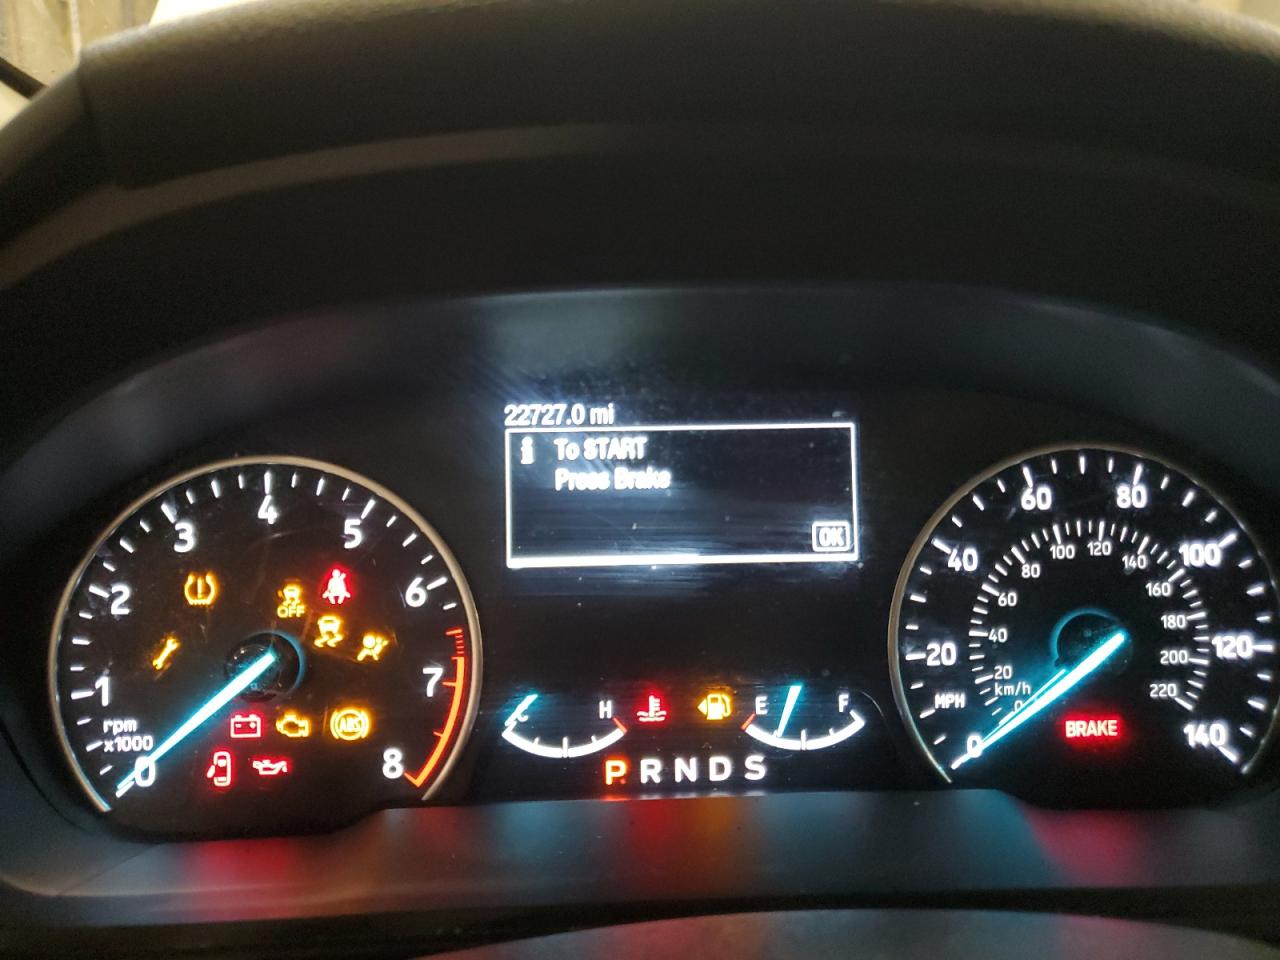 22727.0 mi
i To START
Press Brake
OK
1 2 3 4 5 6 7 8
0
rpm
x1000
OFF
ABS
C H
E F
P R N D S
0 20 40 60 80 100 120 140
MPH
km/h
0 20 40 60 80 100 120 140 160 180 200 220
BRAKE